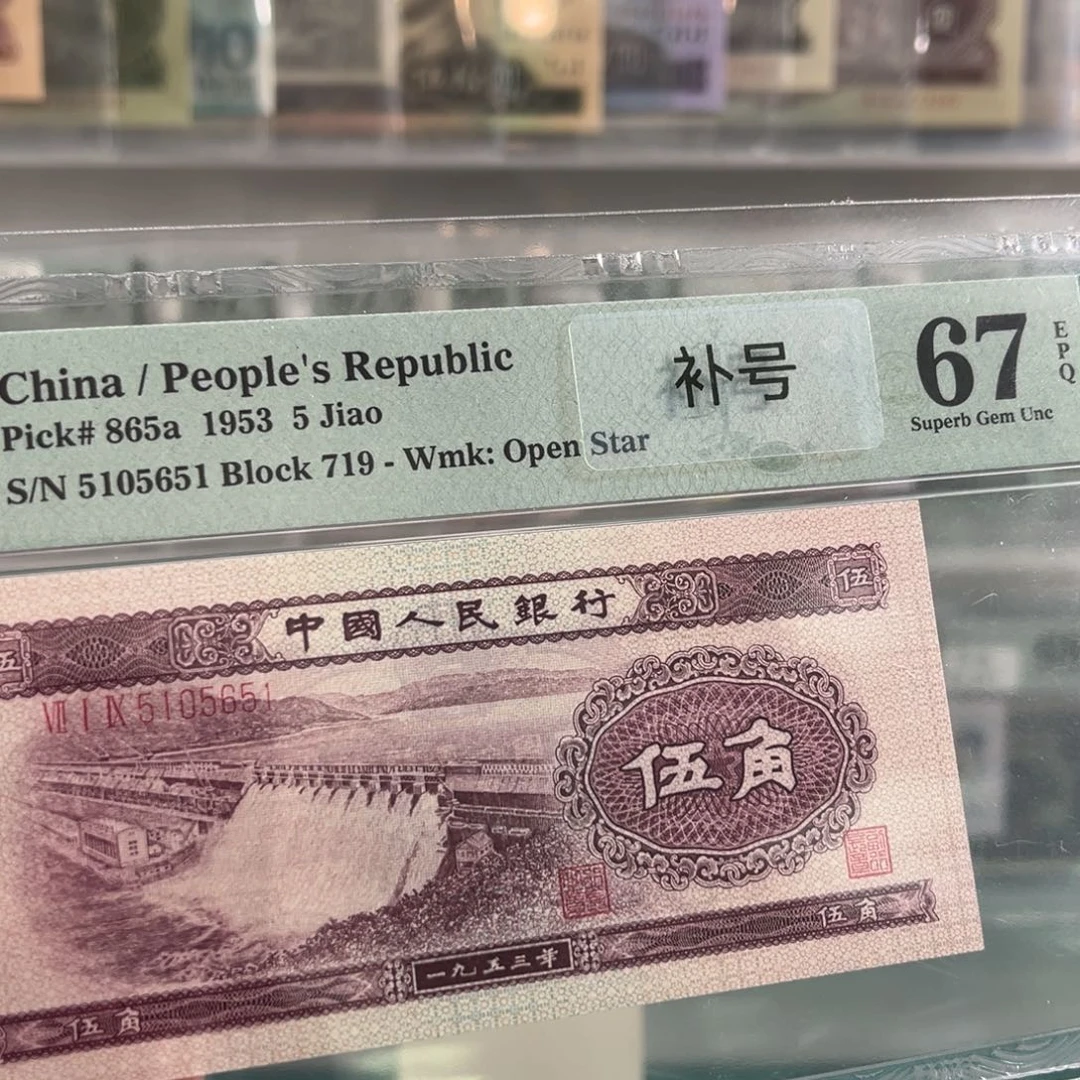 China / People's Republic
Pick# 865a 1953 5 Jiao
S/N 5105651 Block 719 - Wmk: Open Star
补号
67
EPQ
Superb Gem Unc
伍
中國人民銀行
伍
Ⅶ Ⅰ Ⅸ 5105651
伍角
一九五三年
伍角
伍角